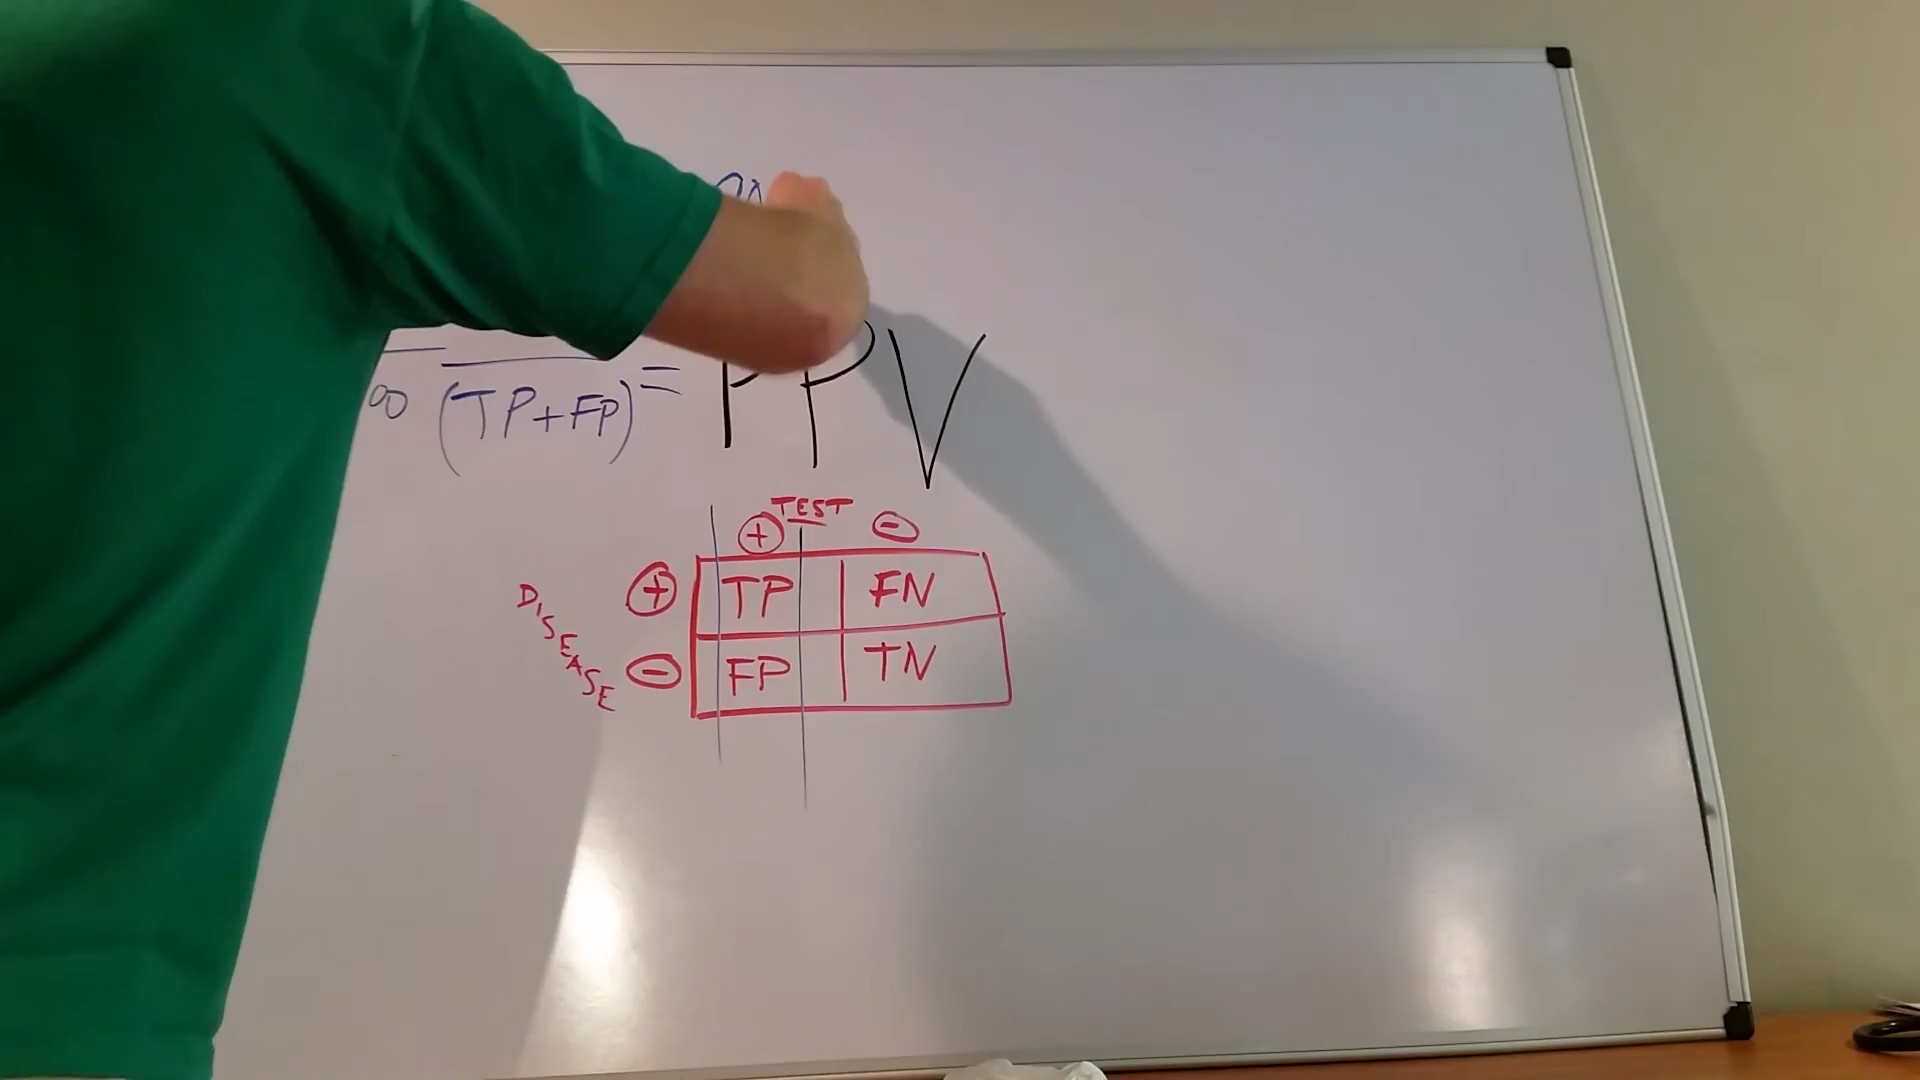 (TP+FP) = PPV
TEST
+ -
+ TP FN
DISEASE
- FP TN